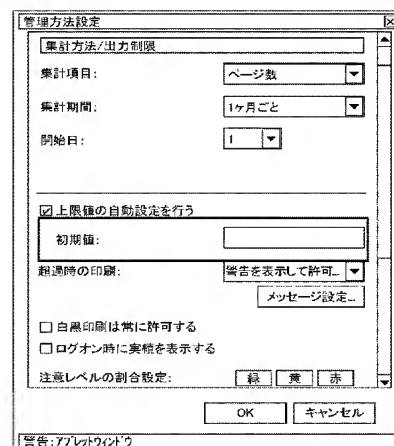 管理方法設定
集計方法/出力制限
集計項目: ページ数
集計期間: 1ヶ月ごと
開始日: 1
上限値の自動設定を行う
初期値:
超過時の印刷: 警告を表示して許可...
メッセージ設定...
白黒印刷は常に許可する
ログオン時に実績を表示する
注意レベルの割合設定: 緑 黄 赤
OK キャンセル
警告:アプレットウィンドウ